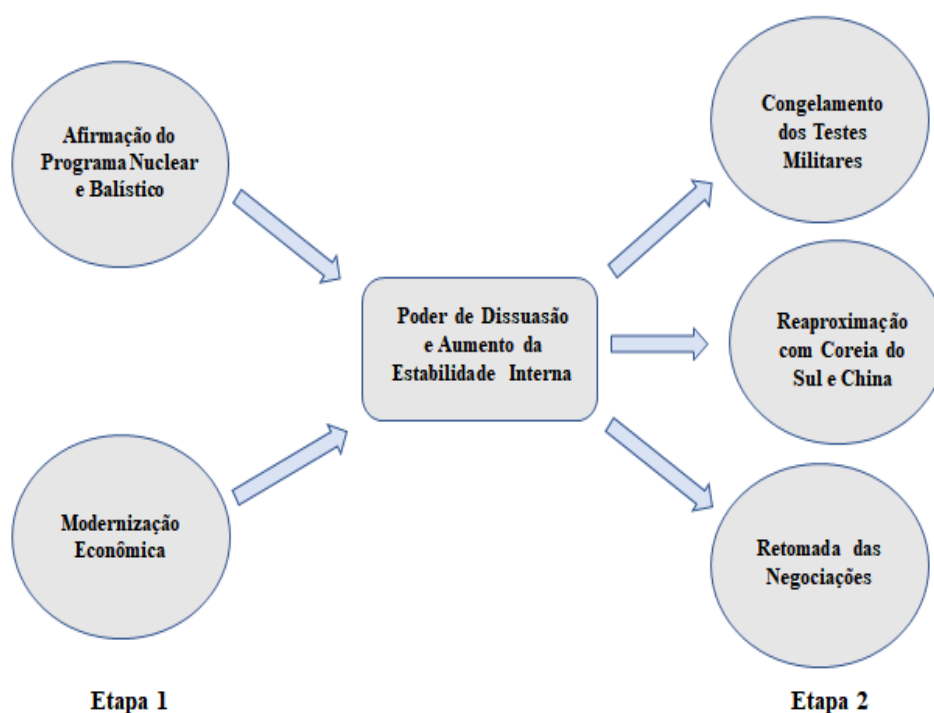 Afirmação do
Programa Nuclear
e Balístico
Modernização
Econômica
Poder de Dissuasão
e Aumento da
Estabilidade Interna
Congelamento
dos Testes
Militares
Reaproximação
com Coreia do
Sul e China
Retomada das
Negociações
Etapa 1
Etapa 2